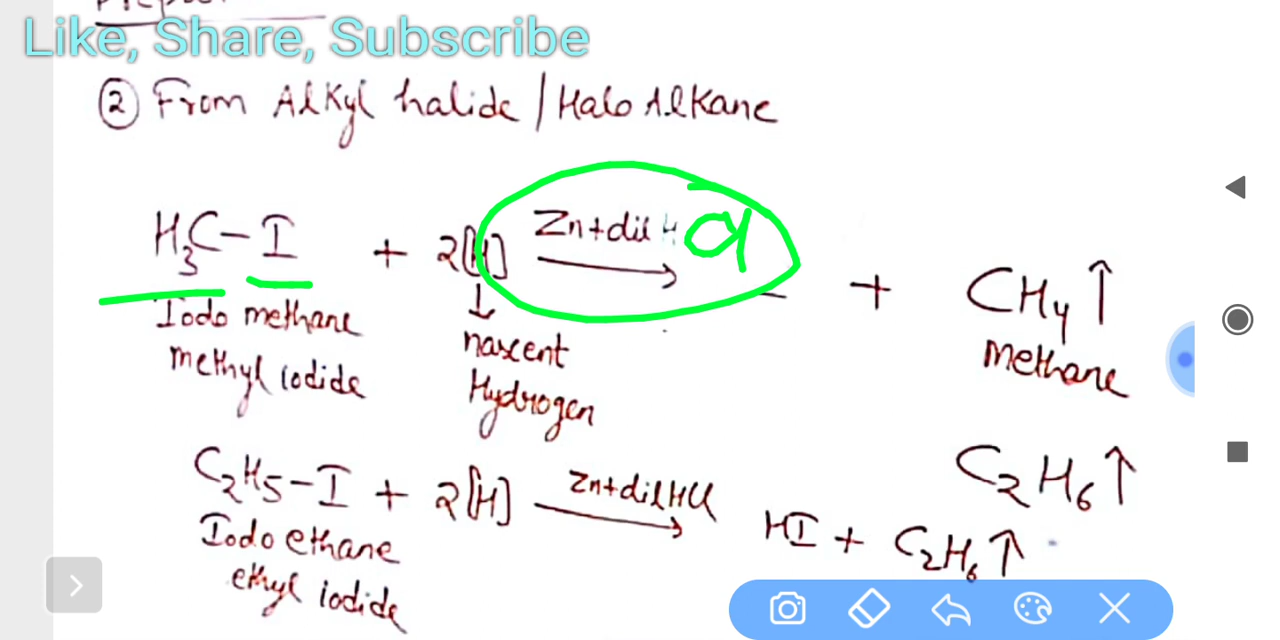 Like, Share, Subscribe
② From Alkyl halide / Halo Alkane
H₃C-I + 2[H] Zn+dil H Cl → + CH₄↑
Iodo methane nascent methane
methyl iodide Hydrogen
C₂H₆↑
C₂H₅-I + 2[H] Zn+dil HCl → HI + C₂H₆↑
Iodo ethane
ethyl iodide